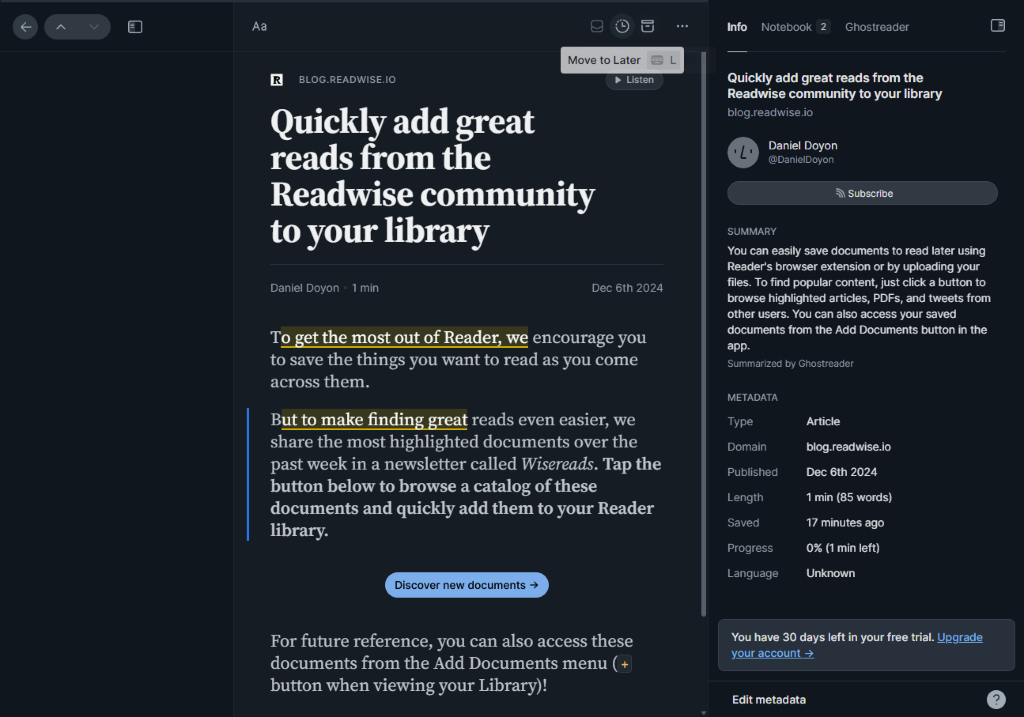 Aa
Move to Later L
R BLOG.READWISE.IO
Listen
Quickly add great
reads from the
Readwise community
to your library
Daniel Doyon · 1 min
Dec 6th 2024
To get the most out of Reader, we encourage you
to save the things you want to read as you come
across them.
But to make finding great reads even easier, we
share the most highlighted documents over the
past week in a newsletter called Wisereads. Tap the
button below to browse a catalog of these
documents and quickly add them to your Reader
library.
Discover new documents →
For future reference, you can also access these
documents from the Add Documents menu (+
button when viewing your Library)!
Info Notebook 2 Ghostreader
Quickly add great reads from the
Readwise community to your library
blog.readwise.io
Daniel Doyon
@DanielDoyon
Subscribe
SUMMARY
You can easily save documents to read later using
Reader's browser extension or by uploading your
files. To find popular content, just click a button to
browse highlighted articles, PDFs, and tweets from
other users. You can also access your saved
documents from the Add Documents button in the
app.
Summarized by Ghostreader
METADATA
Type Article
Domain blog.readwise.io
Published Dec 6th 2024
Length 1 min (85 words)
Saved 17 minutes ago
Progress 0% (1 min left)
Language Unknown
You have 30 days left in your free trial. Upgrade
your account →
Edit metadata ?